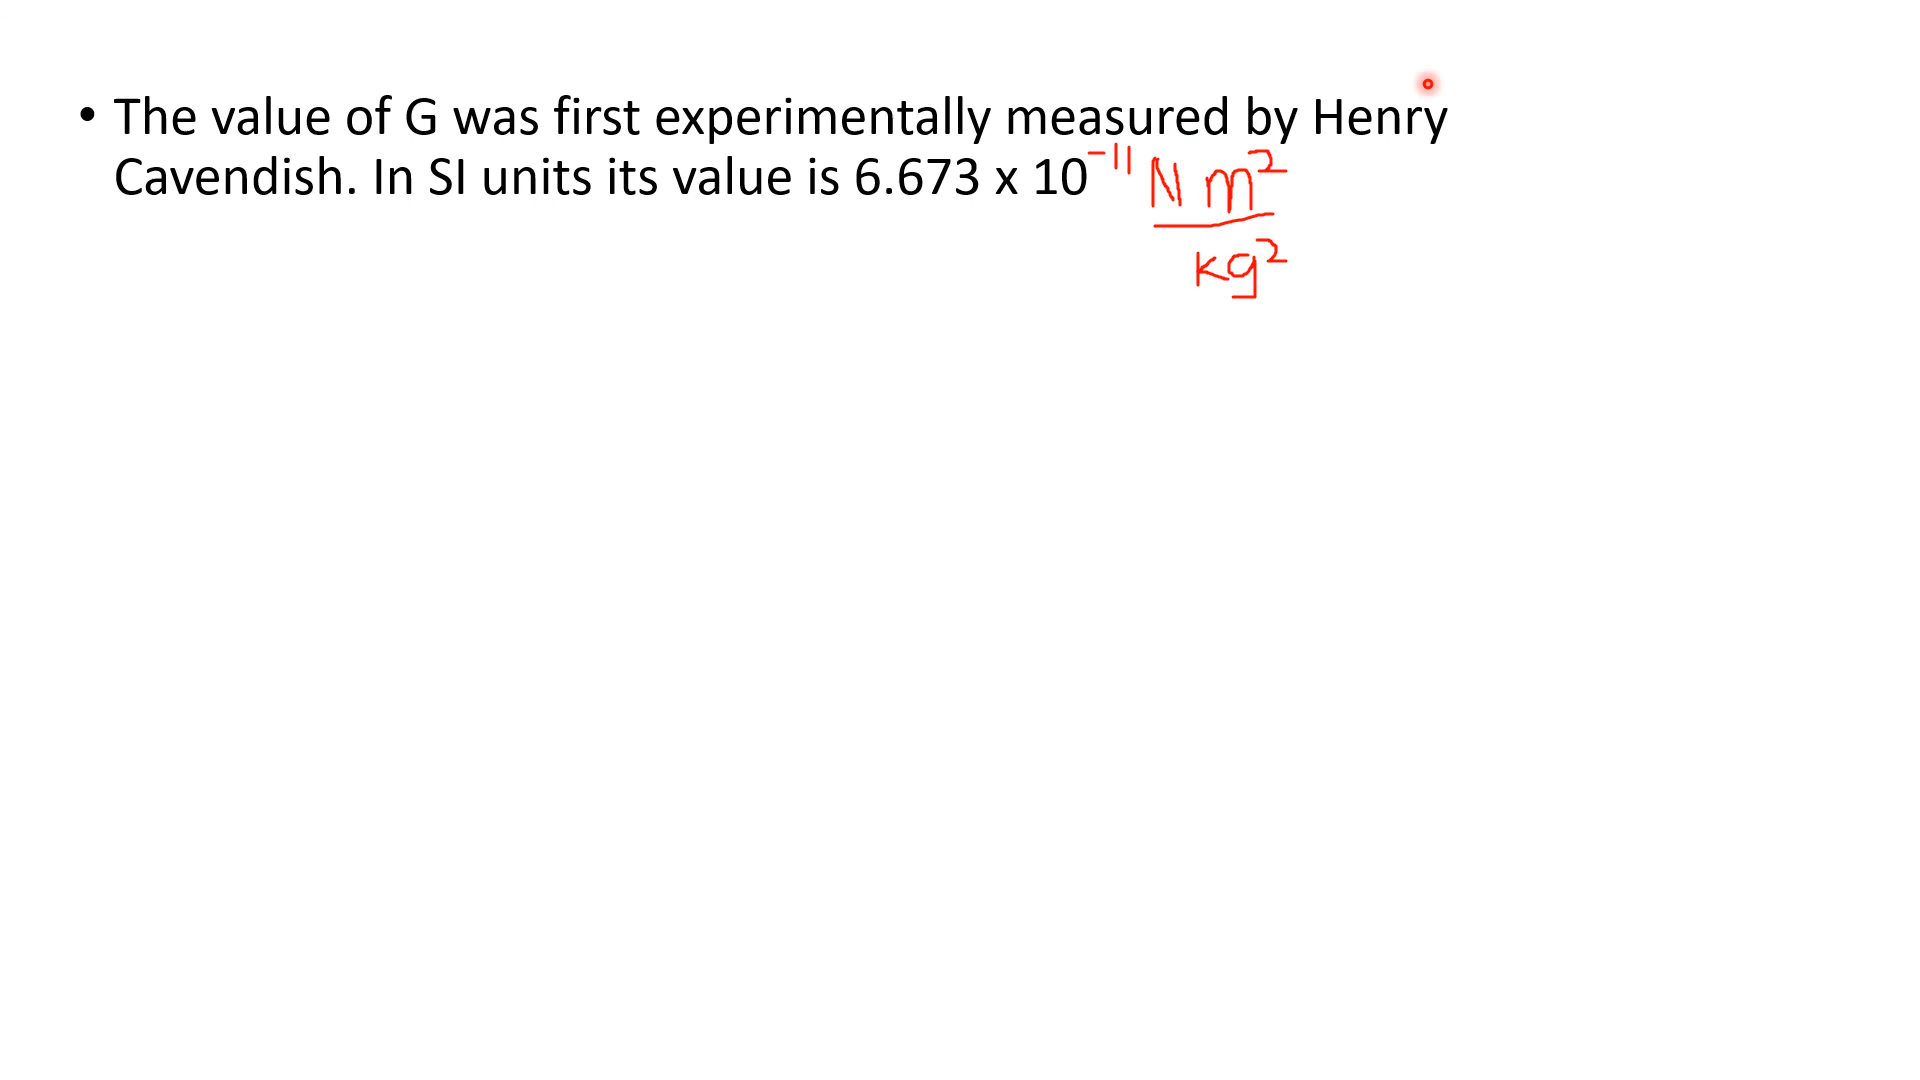 • The value of G was first experimentally measured by Henry
Cavendish. In SI units its value is 6.673 x 10⁻¹¹ N m²
kg²